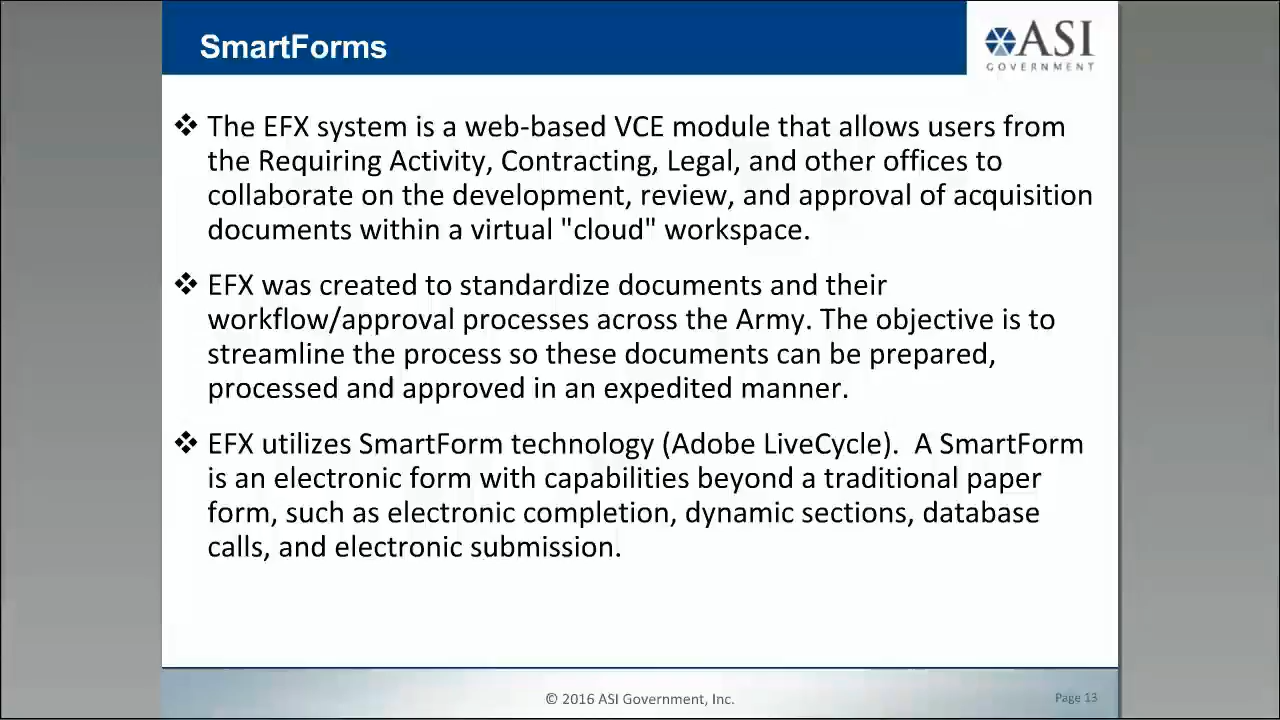 SmartForms
ASI
GOVERNMENT
❖ The EFX system is a web-based VCE module that allows users from
the Requiring Activity, Contracting, Legal, and other offices to
collaborate on the development, review, and approval of acquisition
documents within a virtual "cloud" workspace.
❖ EFX was created to standardize documents and their
workflow/approval processes across the Army. The objective is to
streamline the process so these documents can be prepared,
processed and approved in an expedited manner.
❖ EFX utilizes SmartForm technology (Adobe LiveCycle).  A SmartForm
is an electronic form with capabilities beyond a traditional paper
form, such as electronic completion, dynamic sections, database
calls, and electronic submission.
© 2016 ASI Government, Inc.
Page 13